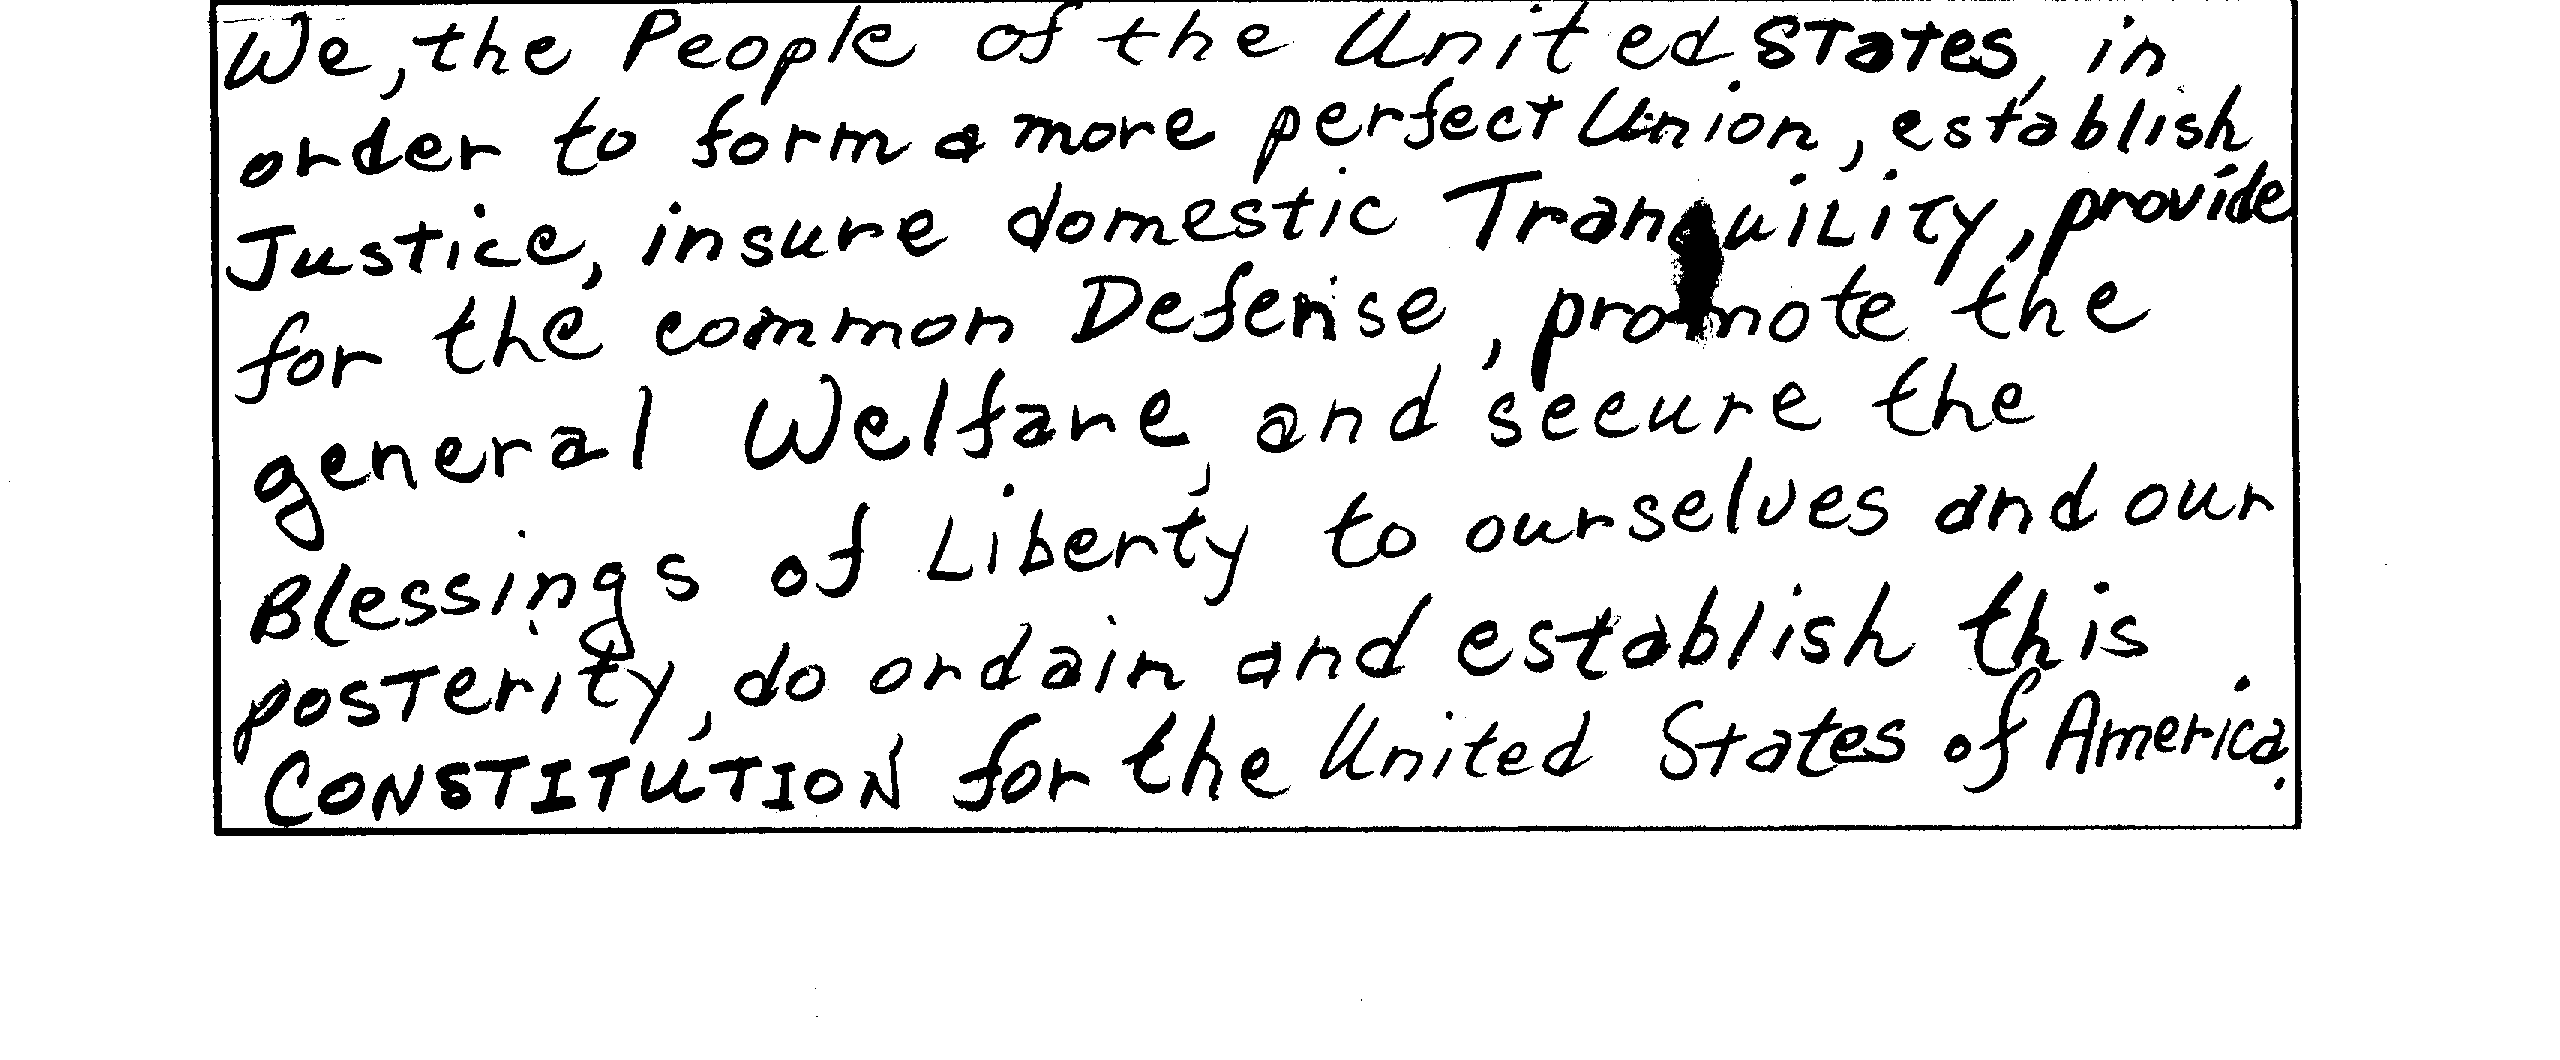 We, the People of the United States, in
order to form a more perfect Union, establish
Justice, insure domestic Tranquility, provide
for the common Defense, promote the
general Welfare, and secure the
Blessings of Liberty to ourselves and our
posterity, do ordain and establish this
CONSTITUTION for the United States of America.